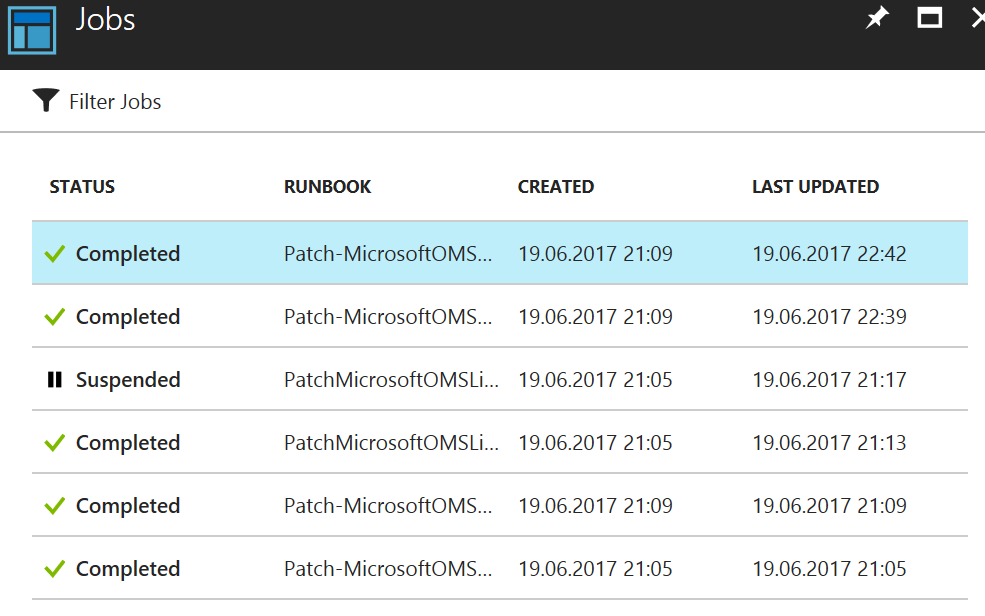 Jobs
Filter Jobs
STATUS RUNBOOK CREATED LAST UPDATED
Completed Patch-MicrosoftOMS... 19.06.2017 21:09 19.06.2017 22:42
Completed Patch-MicrosoftOMS... 19.06.2017 21:09 19.06.2017 22:39
Suspended PatchMicrosoftOMSLi... 19.06.2017 21:05 19.06.2017 21:17
Completed PatchMicrosoftOMSLi... 19.06.2017 21:05 19.06.2017 21:13
Completed Patch-MicrosoftOMS... 19.06.2017 21:09 19.06.2017 21:09
Completed Patch-MicrosoftOMS... 19.06.2017 21:05 19.06.2017 21:05